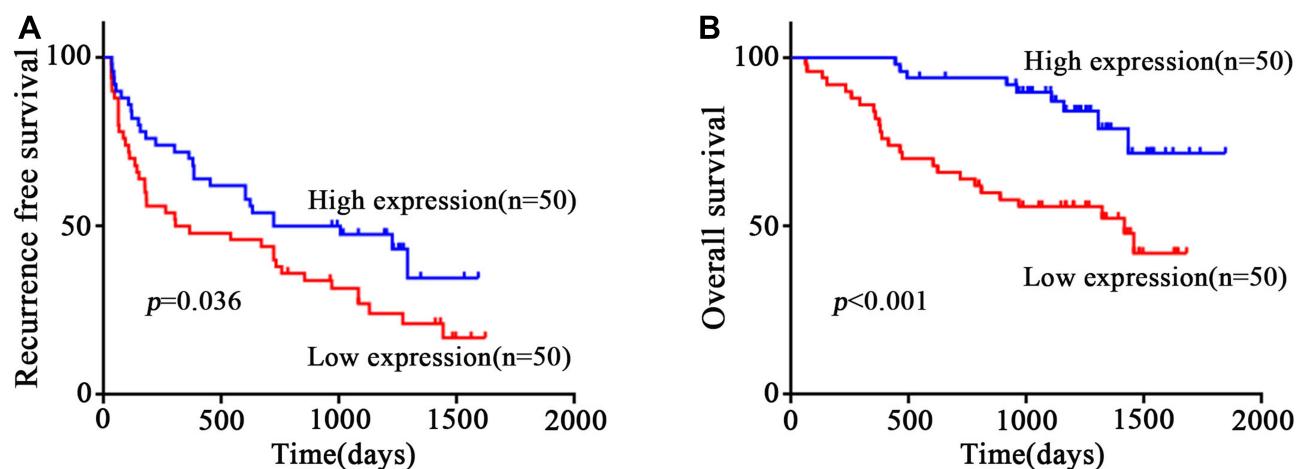 A
Recurrence free survival
100
50
0
High expression(n=50)
p=0.036
Low expression(n=50)
0 500 1000 1500 2000
Time(days)
B
Overall survival
100
50
0
High expression(n=50)
Low expression(n=50)
p<0.001
0 500 1000 1500 2000
Time(days)